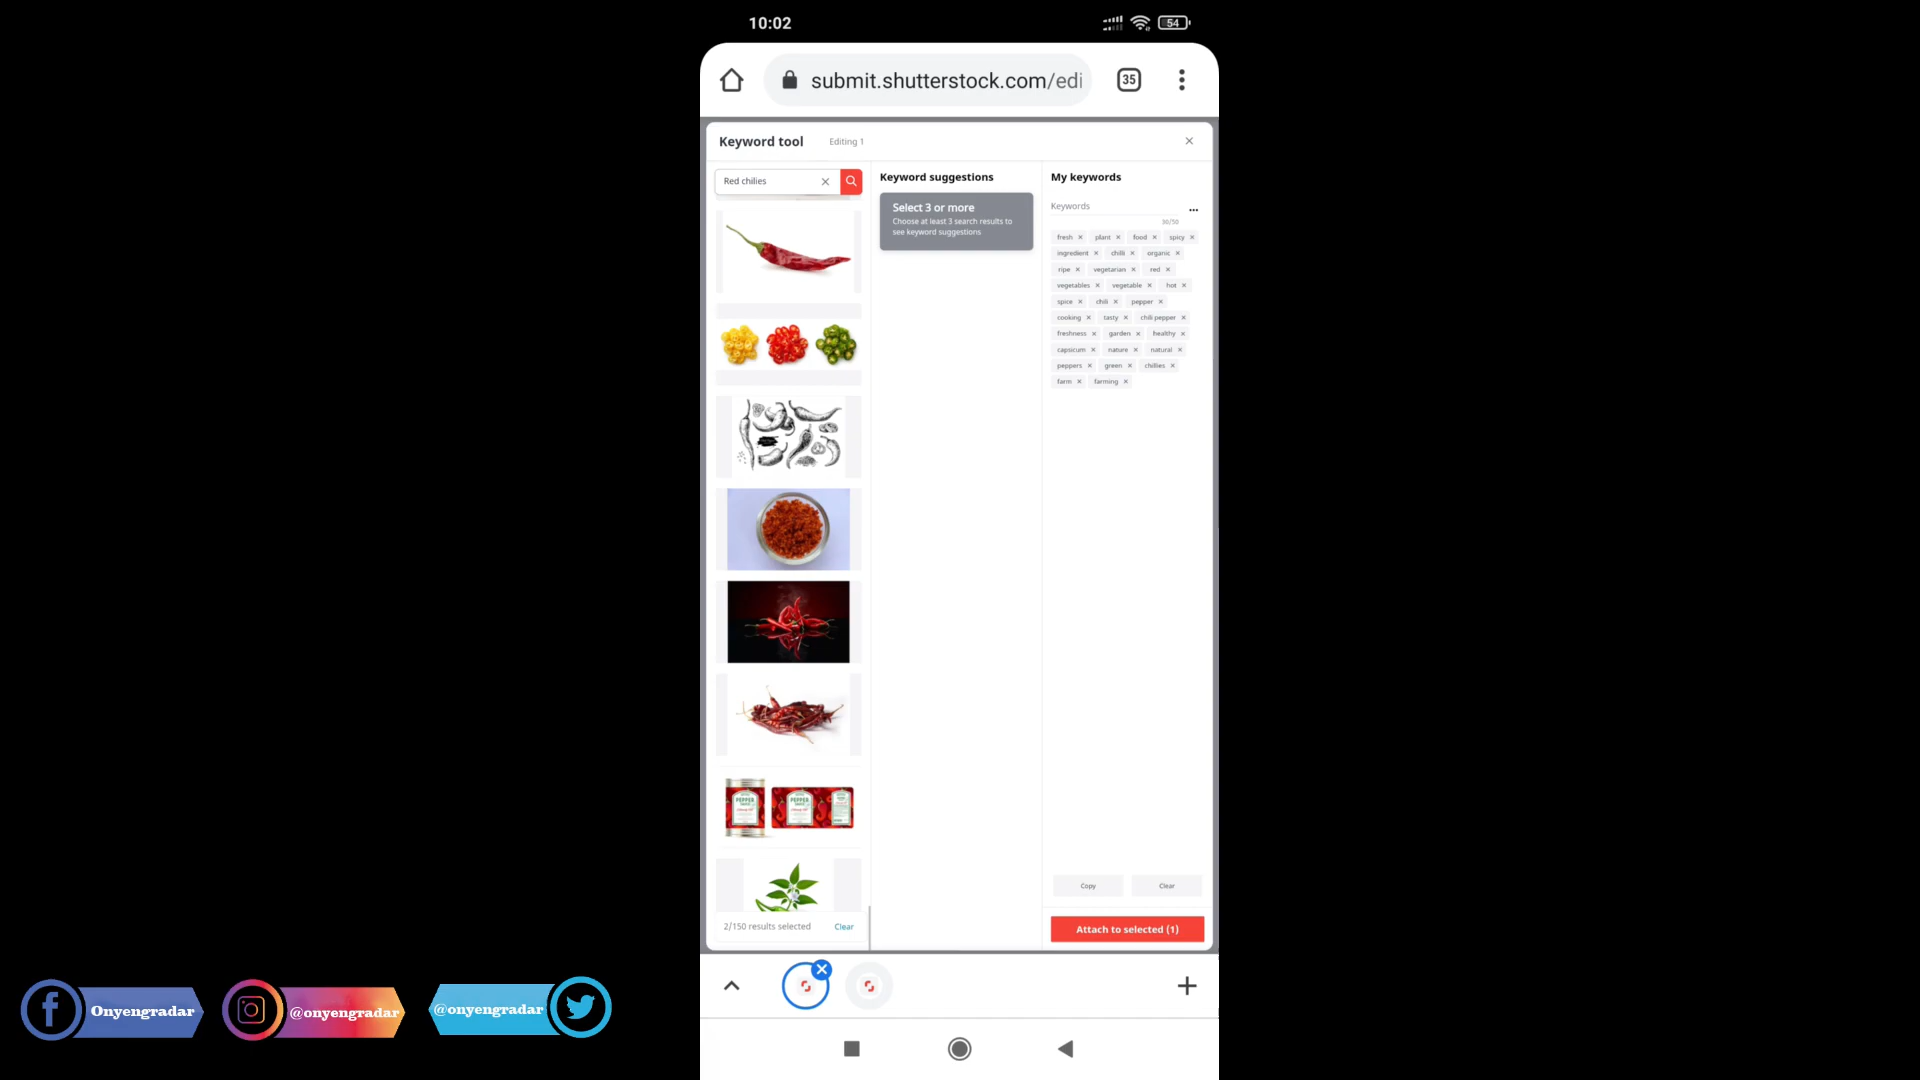 10:02
54
submit.shutterstock.com/edi
35
Keyword tool
Editing 1
Red chilies
Keyword suggestions
Select 3 or more
Choose at least 3 search results to
see keyword suggestions
My keywords
Keywords
30/50
fresh plant food spicy
ingredient chilli organic
ripe vegetarian red
vegetables vegetable hot
spice chili pepper
cooking tasty chili pepper
freshness garden healthy
capsicum nature natural
peppers green chillies
farm farming
PEPPER
PEPPER
2/150 results selected
Clear
Copy
Clear
Attach to selected (1)
Onyengradar
@onyengradar
@onyengradar